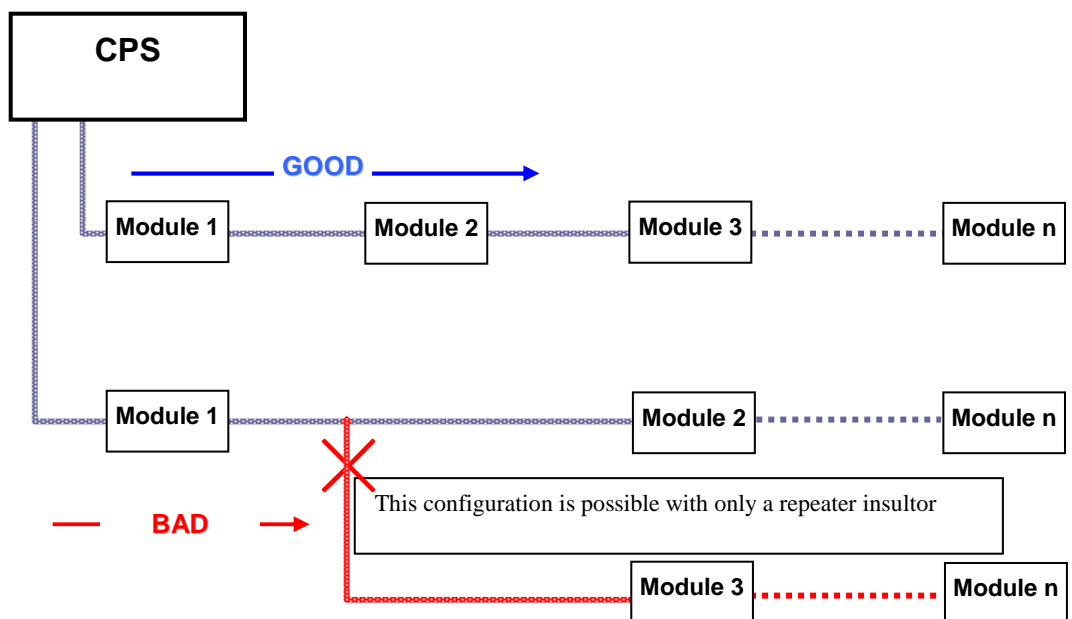 CPS
GOOD
Module 1
Module 2
Module 3
Module n
Module 1
Module 2
Module n
This configuration is possible with only a repeater insultor
BAD
Module 3
Module n